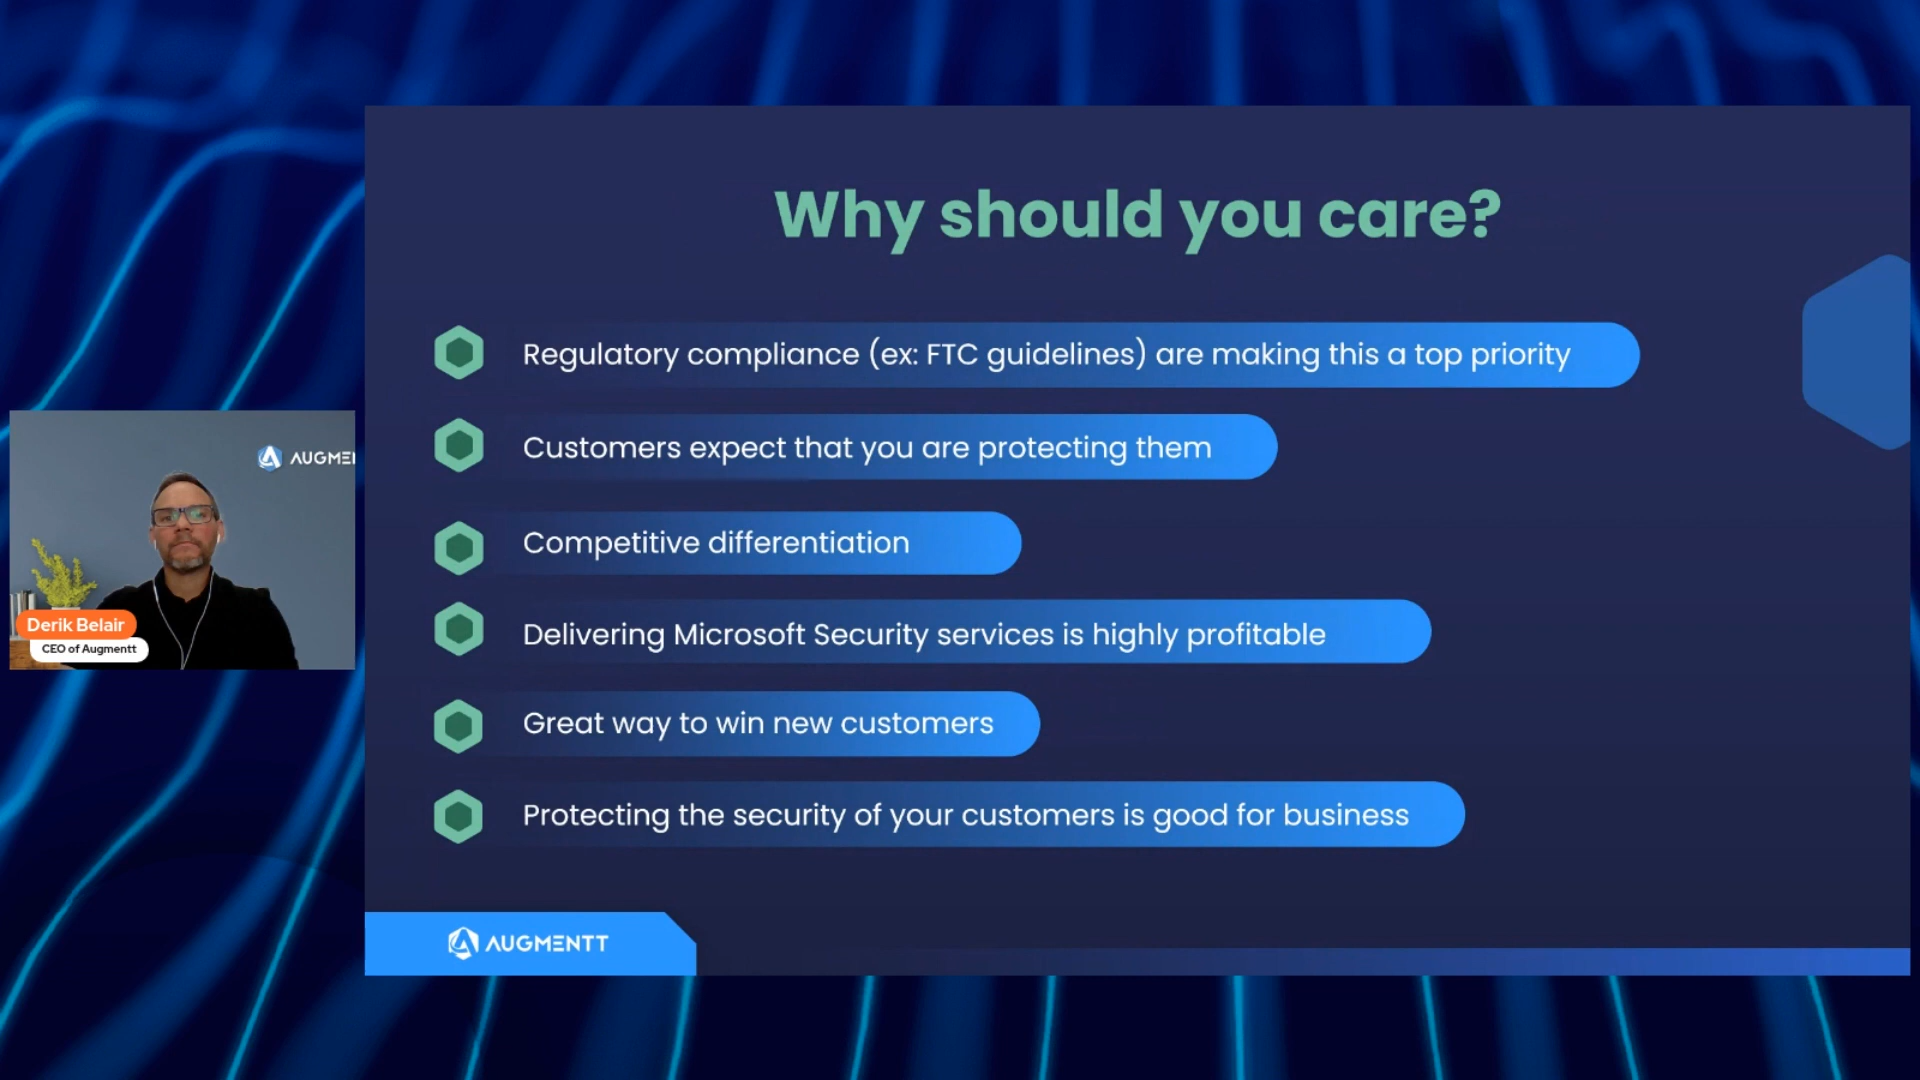 Why should you care?
Regulatory compliance (ex: FTC guidelines) are making this a top priority
Customers expect that you are protecting them
Competitive differentiation
Delivering Microsoft Security services is highly profitable
Great way to win new customers
Protecting the security of your customers is good for business
AUGMENTT
AUGME
Derik Belair
CEO of Augmentt